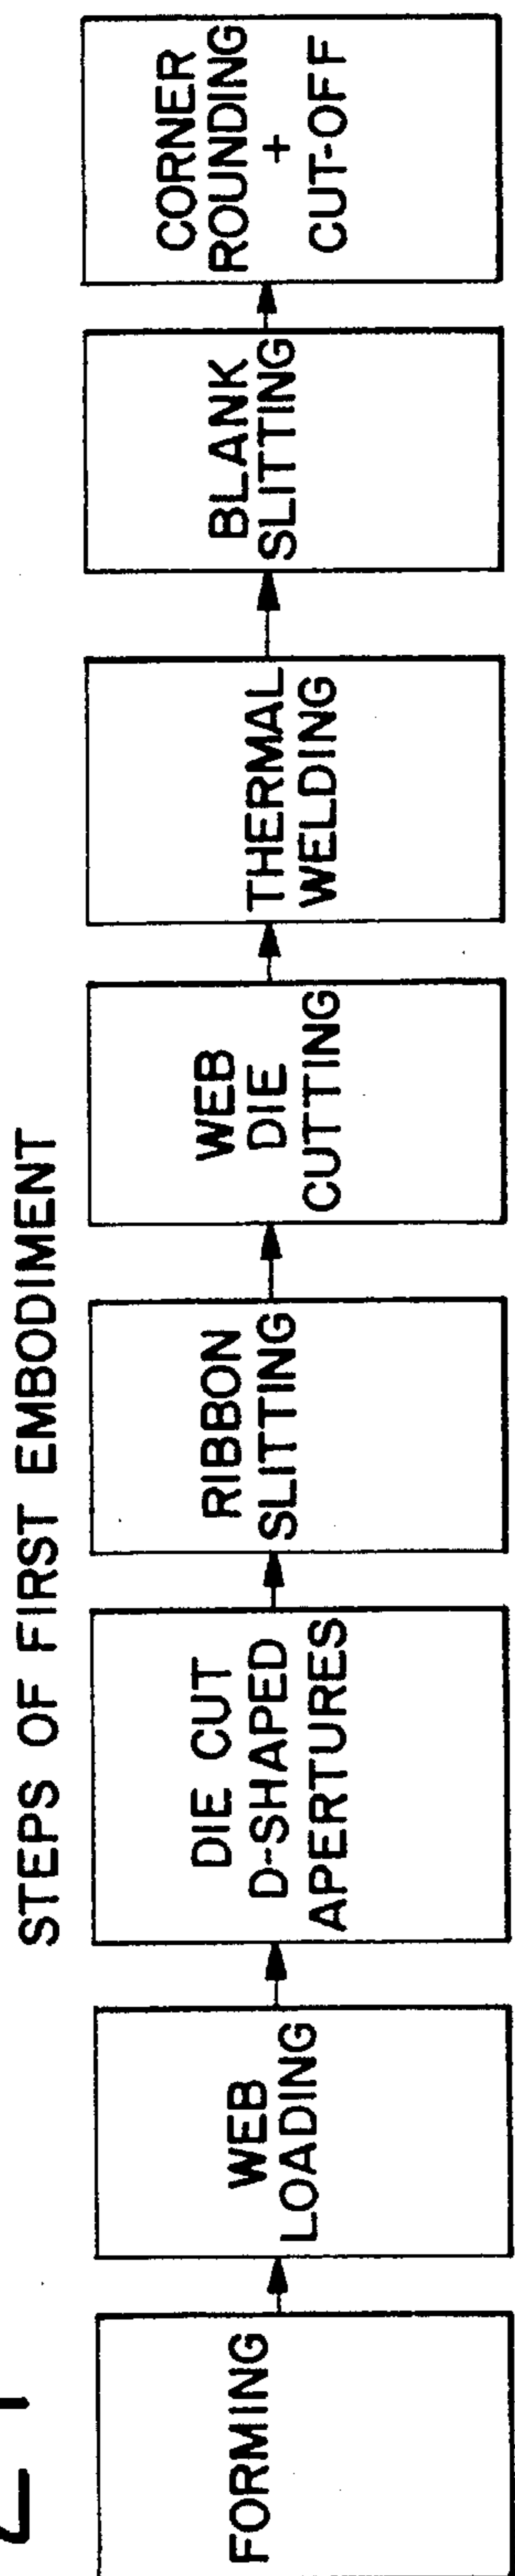 STEPS OF FIRST EMBODIMENT
FORMING
WEB
LOADING
DIE CUT
D-SHAPED
APERTURES
RIBBON
SLITTING
WEB
DIE
CUTTING
THERMAL
WELDING
BLANK
SLITTING
CORNER
ROUNDING
+
CUT-OFF